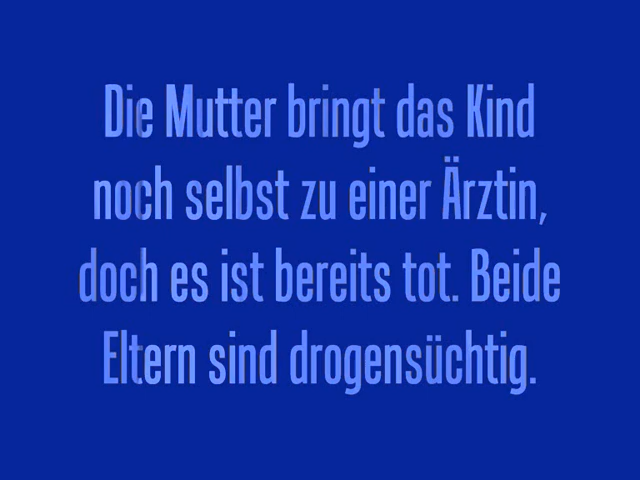 Die Mutter bringt das Kind
noch selbst zu einer Ärztin,
doch es ist bereits tot. Beide
Eltern sind drogensüchtig.